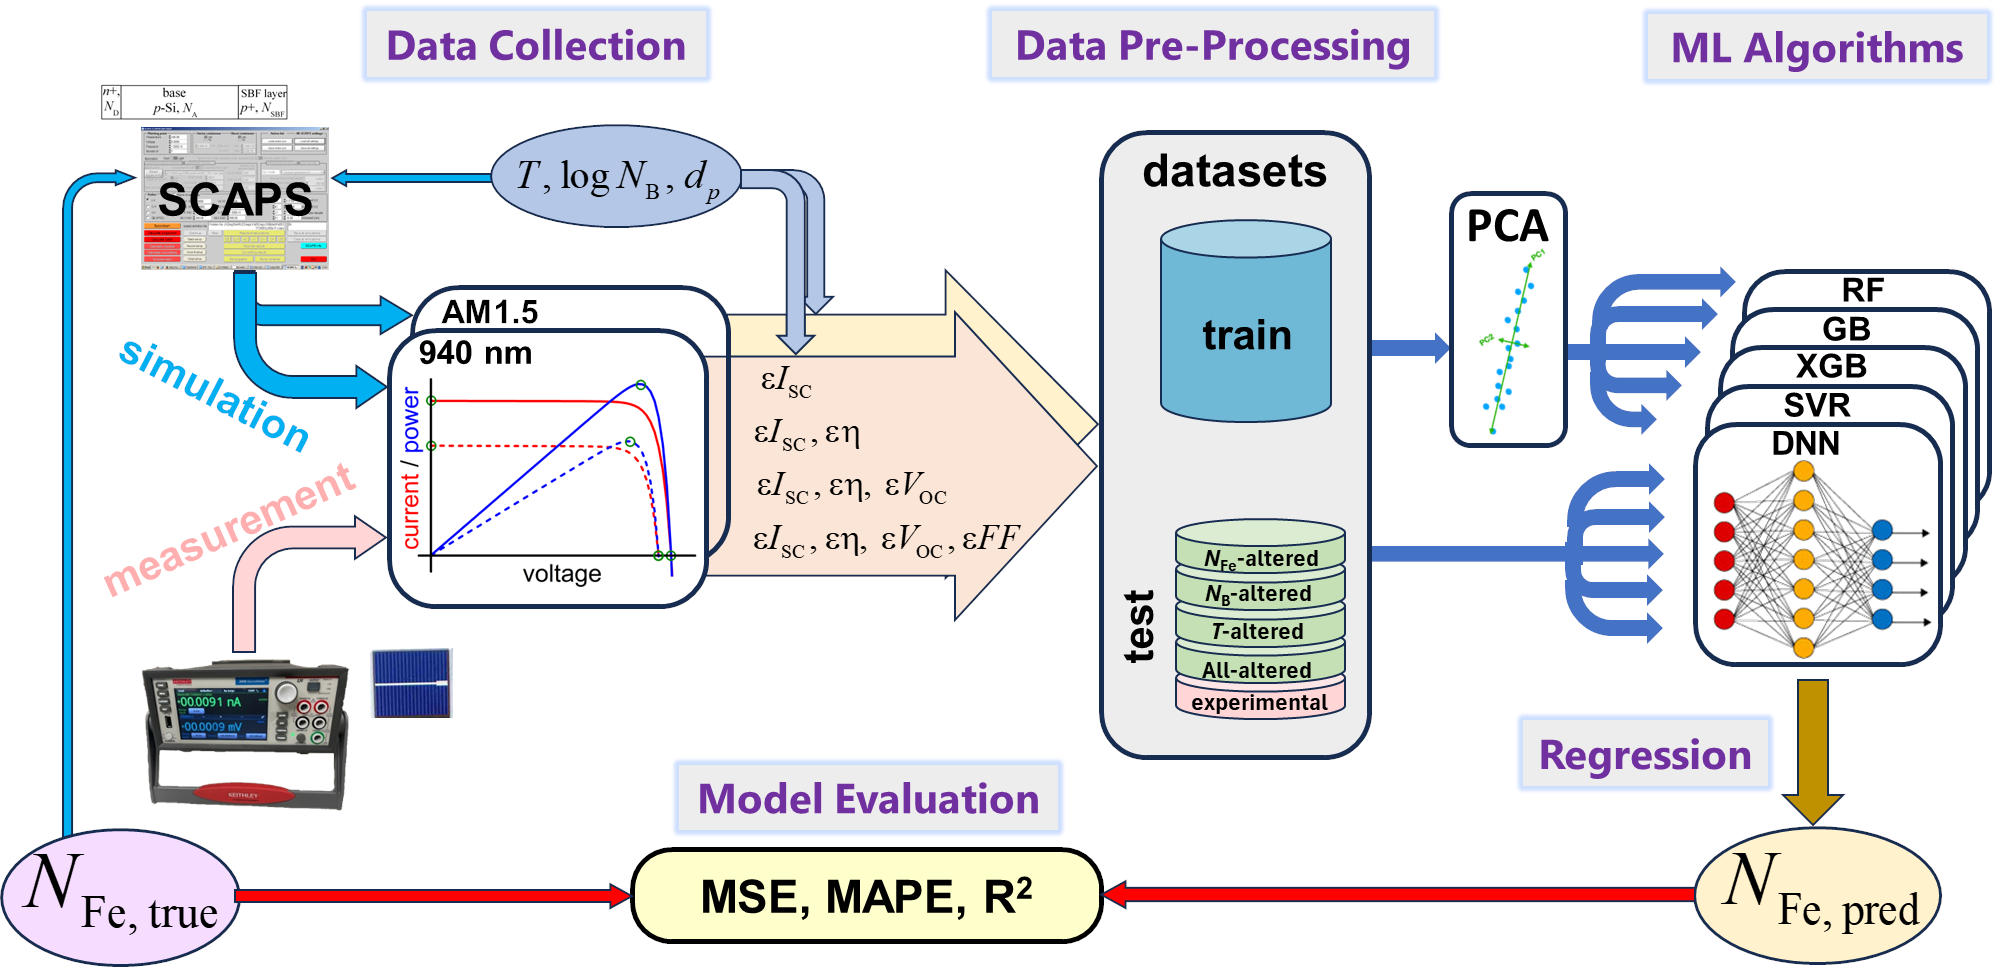 Data Collection
Data Pre-Processing
ML Algorithms
n+,
N_D
base
p-Si, N_A
SBF layer
p+, N_SBF
SCAPS
T, log N_B, d_p
simulation
measurement
AM1.5
940 nm
current / power
voltage
εI_SC
εI_SC, εη
εI_SC, εη, εV_OC
εI_SC, εη, εV_OC, εFF
datasets
train
test
N_Fe-altered
N_B-altered
T-altered
All-altered
experimental
PCA
PC1
PC2
RF
GB
XGB
SVR
DNN
+00.0091 nA
+00.0009 mV
KEITHLEY
Regression
Model Evaluation
N_Fe, true
MSE, MAPE, R²
N_Fe, pred